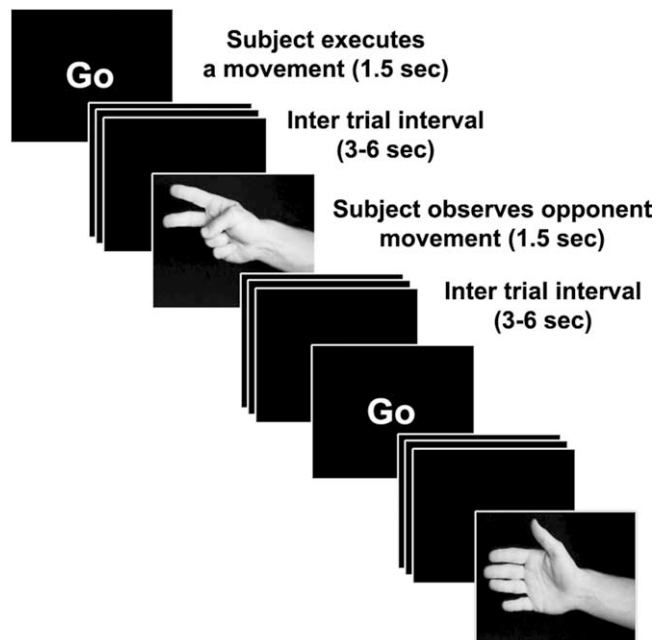 Go
Subject executes
a movement (1.5 sec)
Inter trial interval
(3-6 sec)
Subject observes opponent
movement (1.5 sec)
Inter trial interval
(3-6 sec)
Go